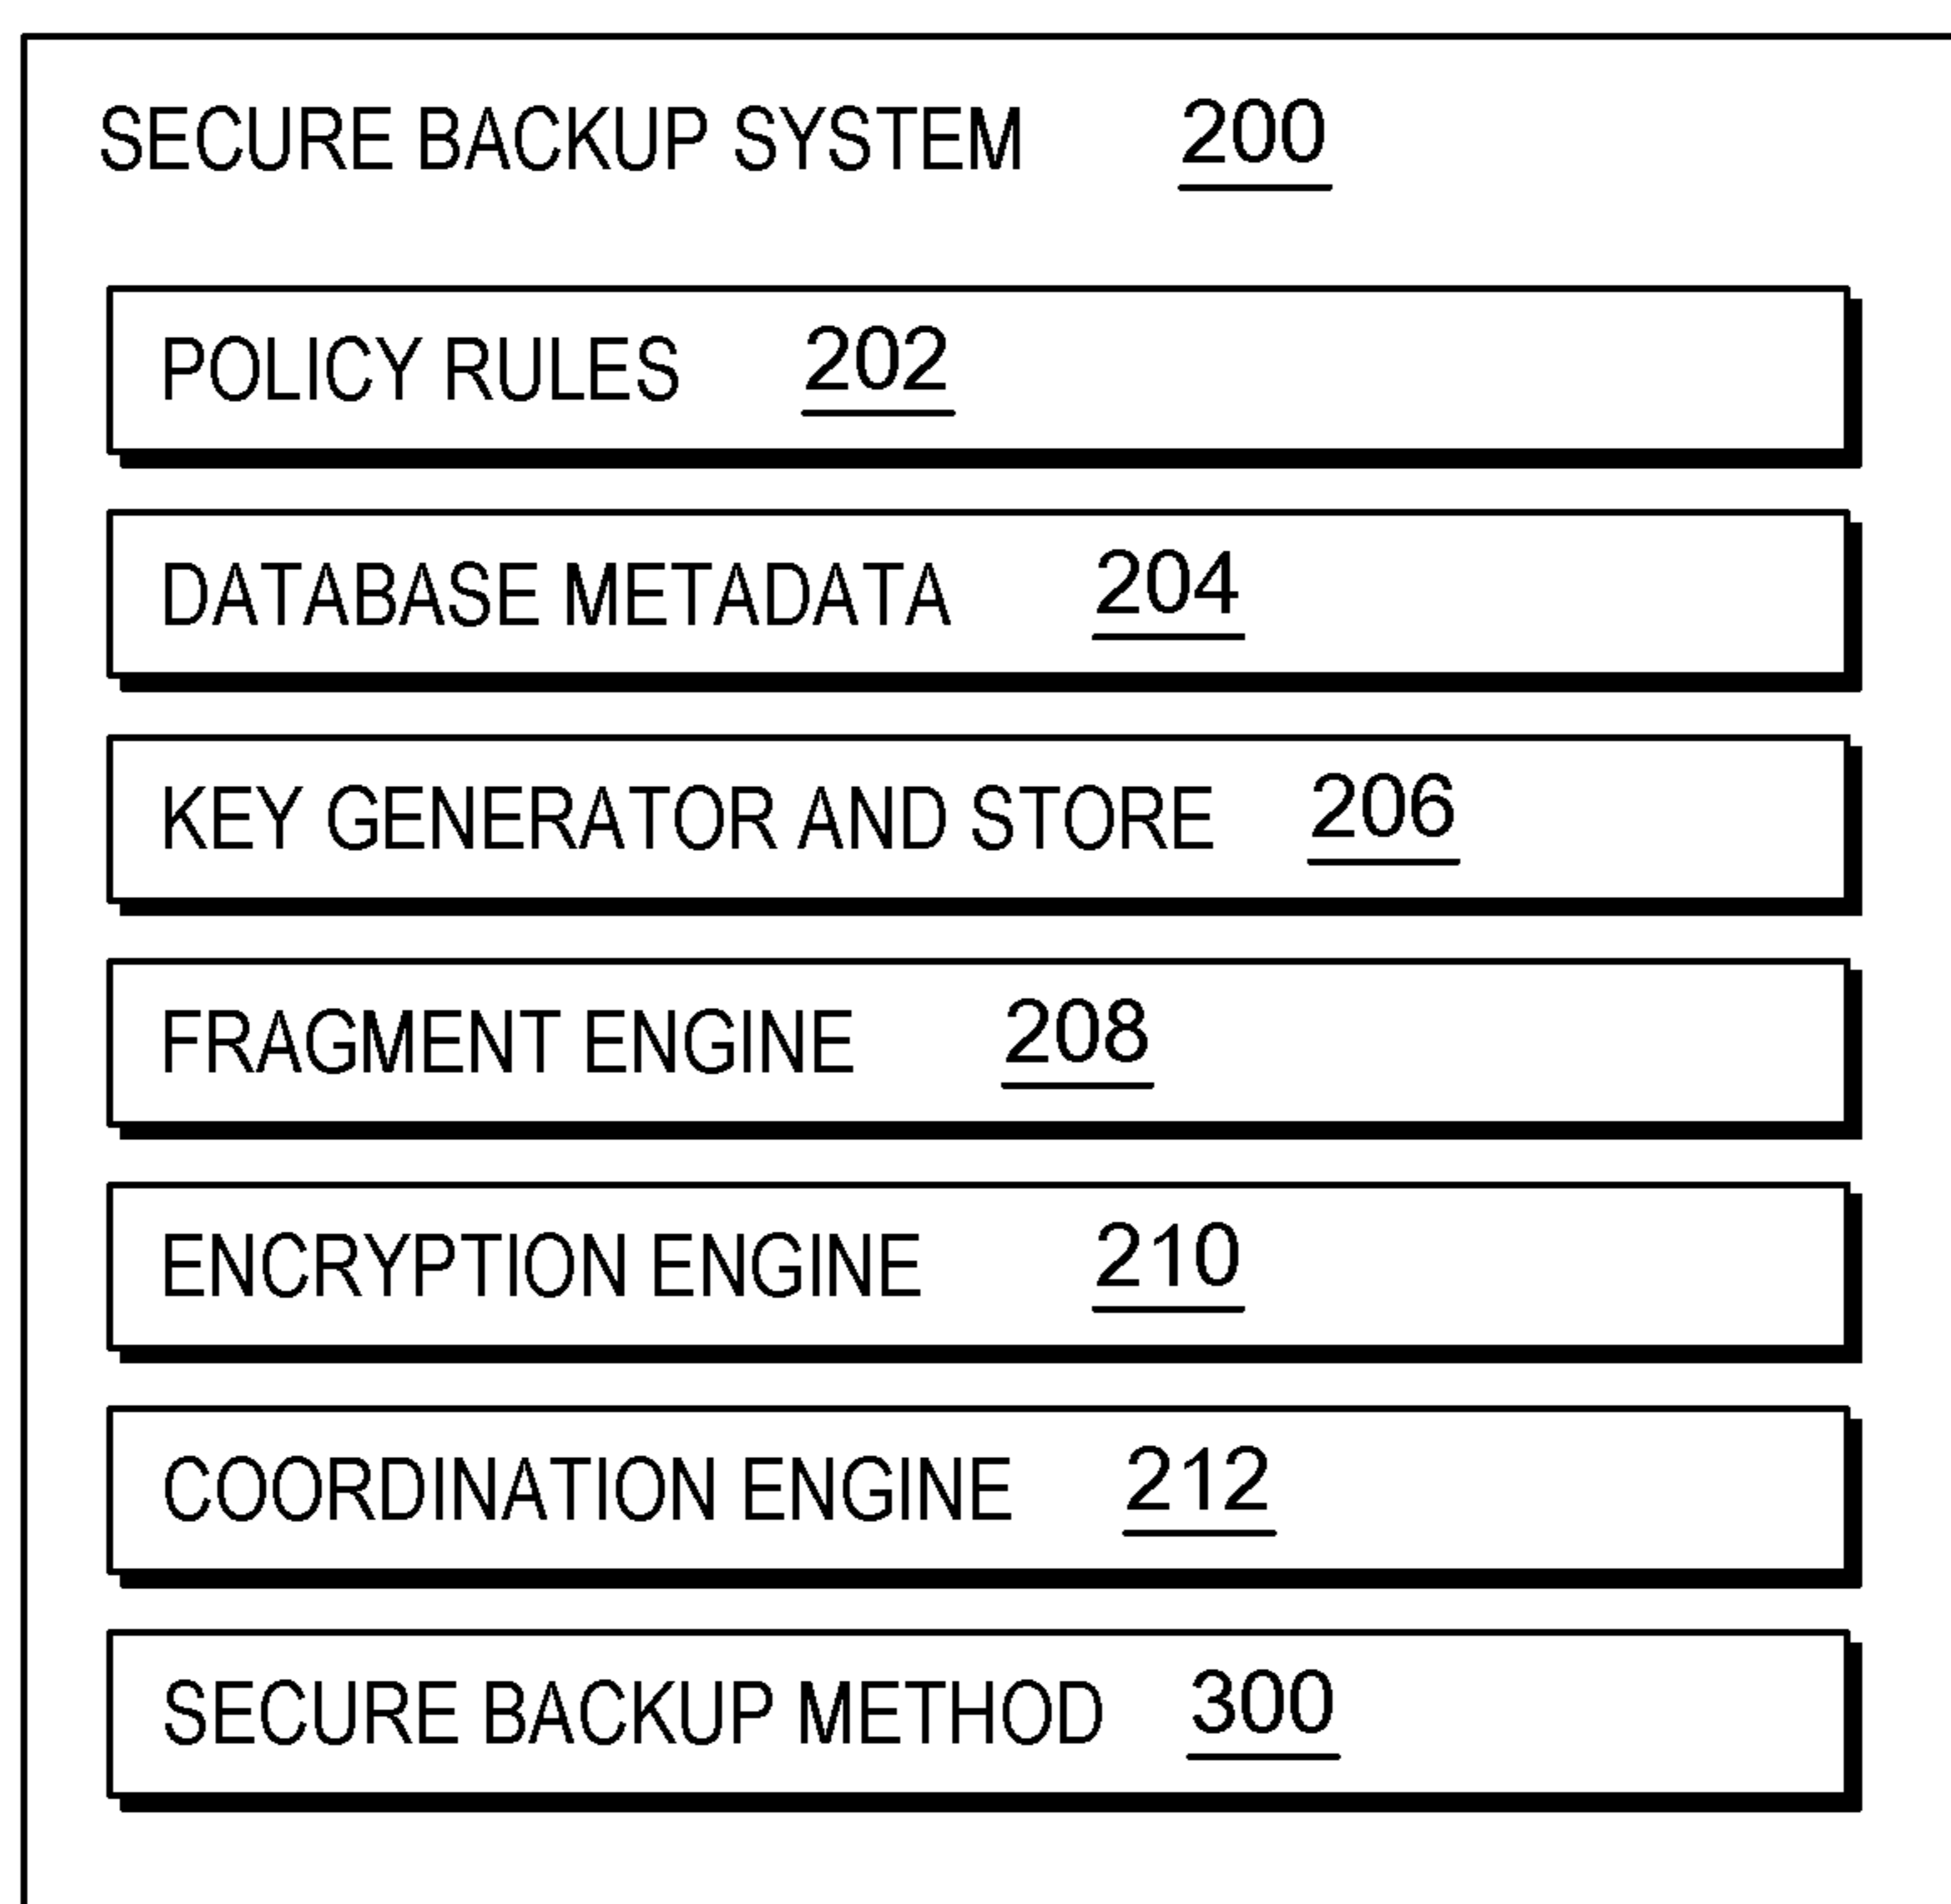 SECURE BACKUP SYSTEM 200
POLICY RULES 202
DATABASE METADATA 204
KEY GENERATOR AND STORE 206
FRAGMENT ENGINE 208
ENCRYPTION ENGINE 210
COORDINATION ENGINE 212
SECURE BACKUP METHOD 300